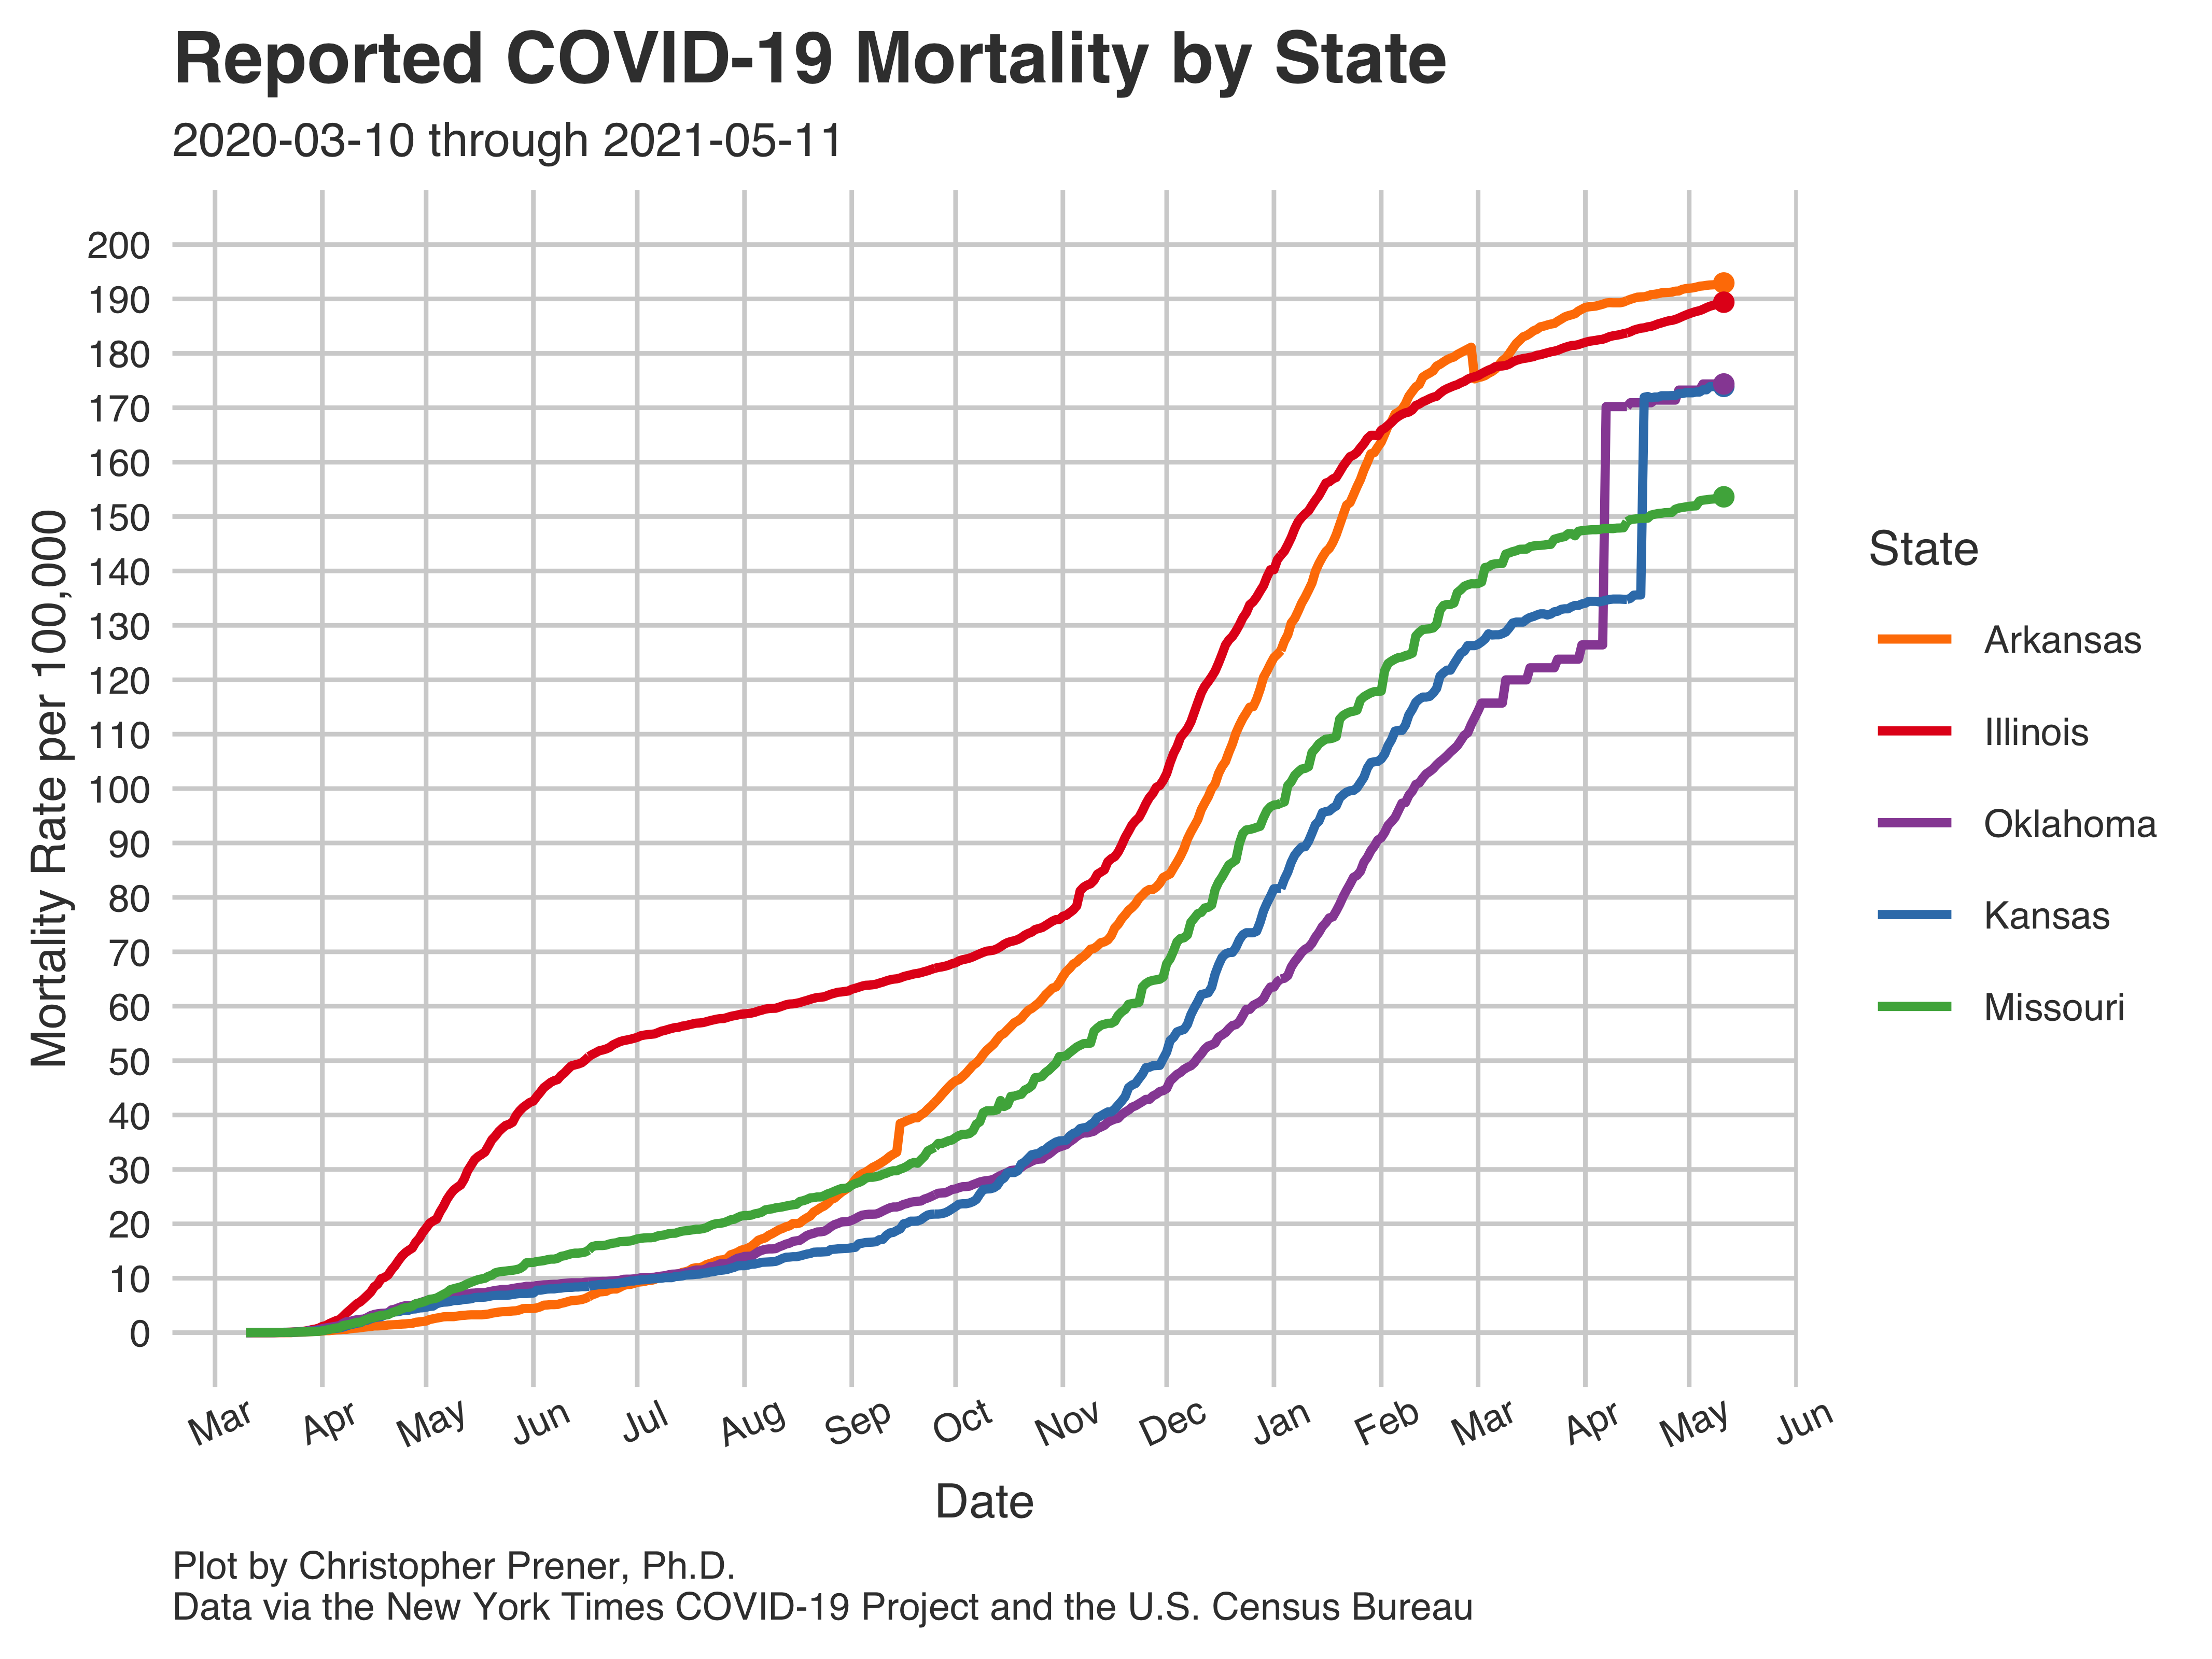 Reported COVID-19 Mortality by State
2020-03-10 through 2021-05-11
200
190
180
170
160
150
140
130
120
110
100
90
80
70
60
50
40
30
20
10
0
Mortality Rate per 100,000
Mar Apr May Jun Jul Aug Sep Oct Nov Dec Jan Feb Mar Apr May Jun
Date
State
Arkansas
Illinois
Oklahoma
Kansas
Missouri
Plot by Christopher Prener, Ph.D.
Data via the New York Times COVID-19 Project and the U.S. Census Bureau